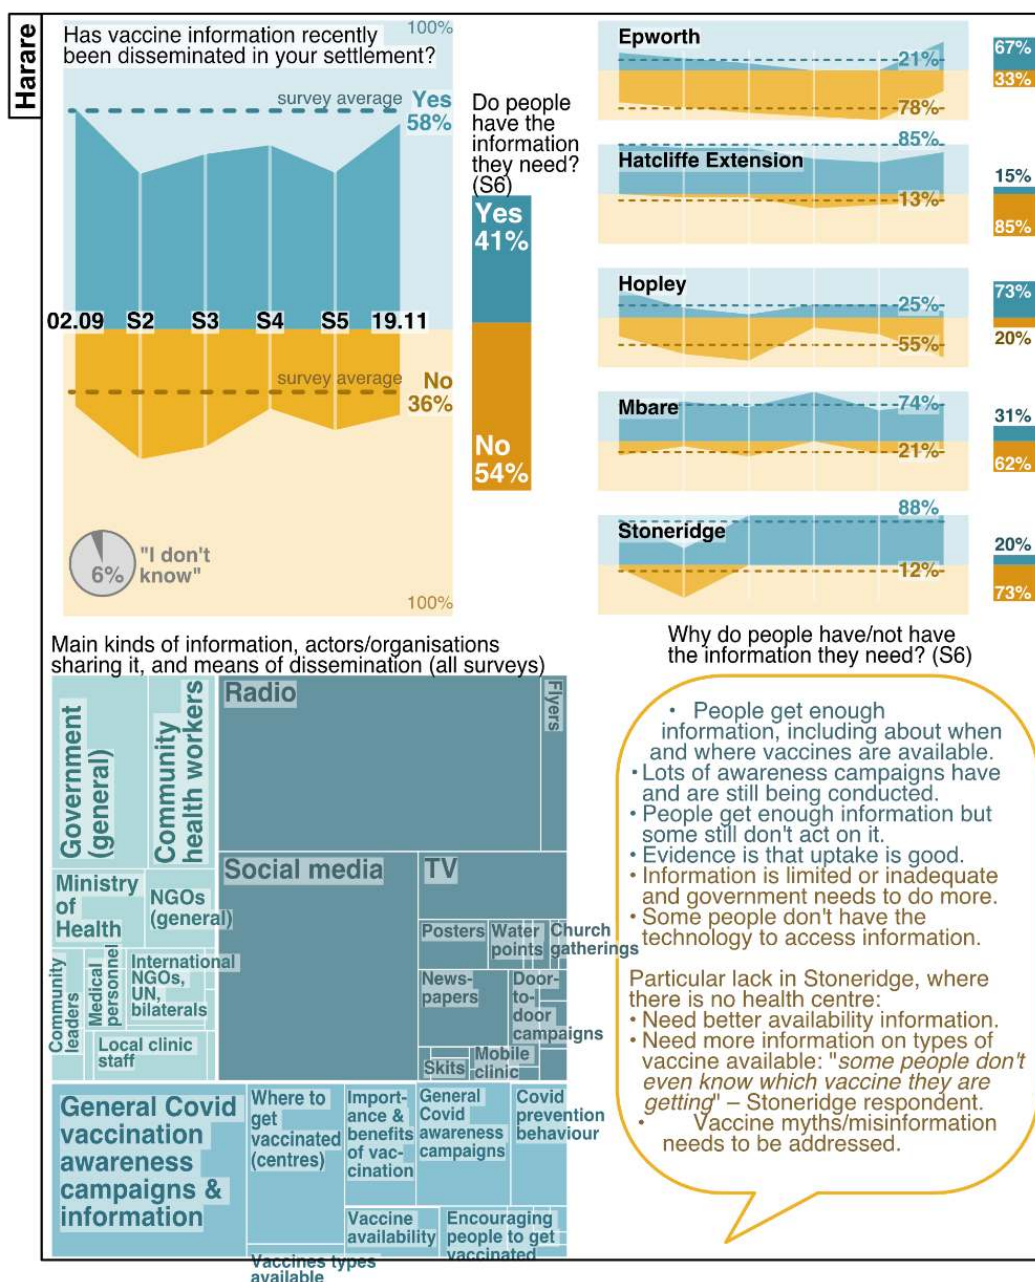 Harare
Has vaccine information recently
been disseminated in your settlement?
100%
survey average
Yes
58%
02.09 S2 S3 S4 S5 19.11
survey average
No
36%
"I don't
know"
6%
100%
Do people
have the
information
they need?
(S6)
Yes
41%
No
54%
Epworth
21%
78%
67%
33%
Hatcliffe Extension
85%
13%
15%
85%
Hopley
25%
55%
73%
20%
Mbare
74%
21%
31%
62%
Stoneridge
88%
12%
20%
73%
Main kinds of information, actors/organisations
sharing it, and means of dissemination (all surveys)
Government
(general)
Community
health workers
Ministry
of
Health
NGOs
(general)
Community
leaders
Medical
personnel
International
NGOs,
UN,
bilaterals
Local clinic
staff
Radio
Flyers
Social media
TV
Posters
Water
points
Church
gatherings
News-
papers
Door-
to-
door
campaigns
Skits
Mobile
clinic
General Covid
vaccination
awareness
campaigns &
information
Where to
get
vaccinated
(centres)
Import-
ance &
benefits
of vac-
cination
General
Covid
awareness
campaigns
Covid
prevention
behaviour
Vaccine
availability
Encouraging
people to get
vaccinated
Vaccines types
available
Why do people have/not have
the information they need? (S6)
• People get enough
information, including about when
and where vaccines are available.
• Lots of awareness campaigns have
and are still being conducted.
• People get enough information but
some still don't act on it.
• Evidence is that uptake is good.
• Information is limited or inadequate
and government needs to do more.
• Some people don't have the
technology to access information.
Particular lack in Stoneridge, where
there is no health centre:
• Need better availability information.
• Need more information on types
of vaccine available: "some people don't
even know which vaccine they are
getting" – Stoneridge respondent.
• Vaccine myths/misinformation
needs to be addressed.